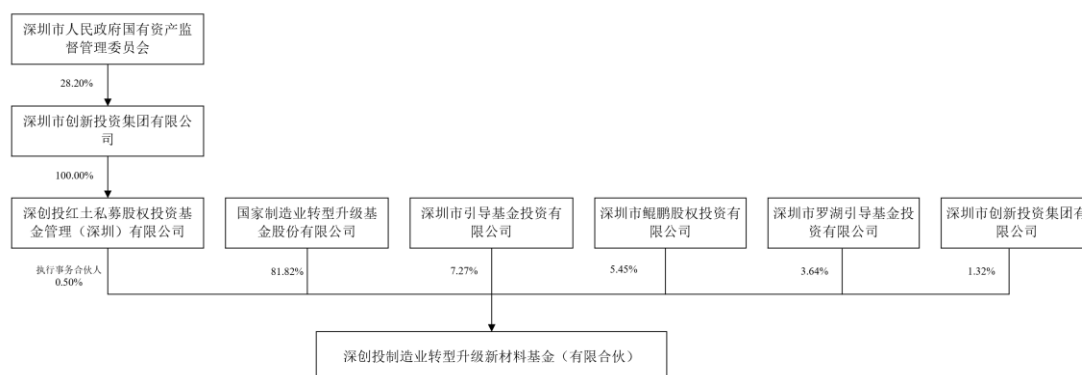 深圳市人民政府国有资产监
督管理委员会
28.20%
深圳市创新投资集团有限公
司
100.00%
深创投红土私募股权投资基
金管理（深圳）有限公司
国家制造业转型升级基
金股份有限公司
深圳市引导基金投资有
限公司
深圳市鲲鹏股权投资有
限公司
深圳市罗湖引导基金投
资有限公司
深圳市创新投资集团有
限公司
执行事务合伙人
0.50%
81.82%
7.27%
5.45%
3.64%
1.32%
深创投制造业转型升级新材料基金（有限合伙）